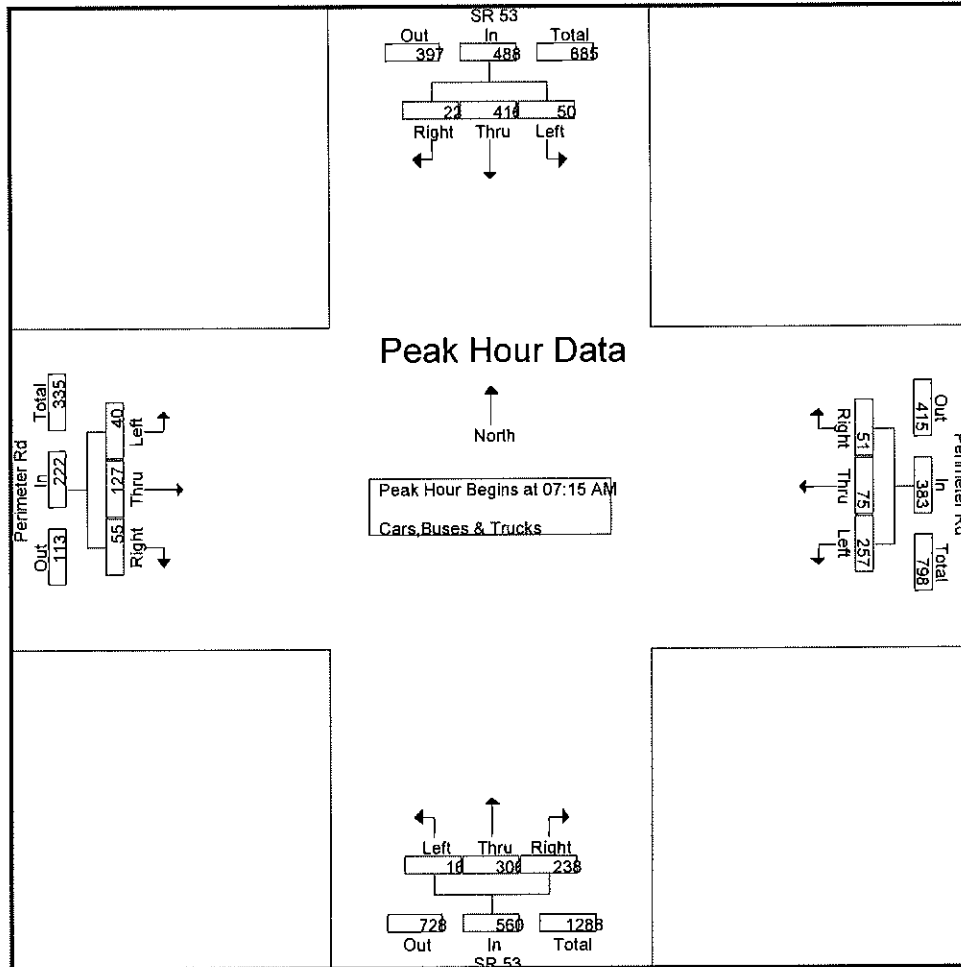 SR 53
Out In Total
397 488 885
22 416 50
Right Thru Left
Peak Hour Data
North
Peak Hour Begins at 07:15 AM
Cars,Buses & Trucks
Perimeter Rd
Out In Total
113 222 335
55 127 40
Right Thru Left
Perimeter Rd
Out In Total
415 383 798
51 75 257
Right Thru Left
Left Thru Right
16 306 238
728 560 1288
Out In Total
SR 53